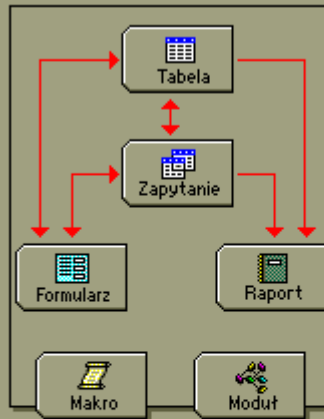 Tabela
Zapytanie
Formularz
Raport
Makro
Moduł